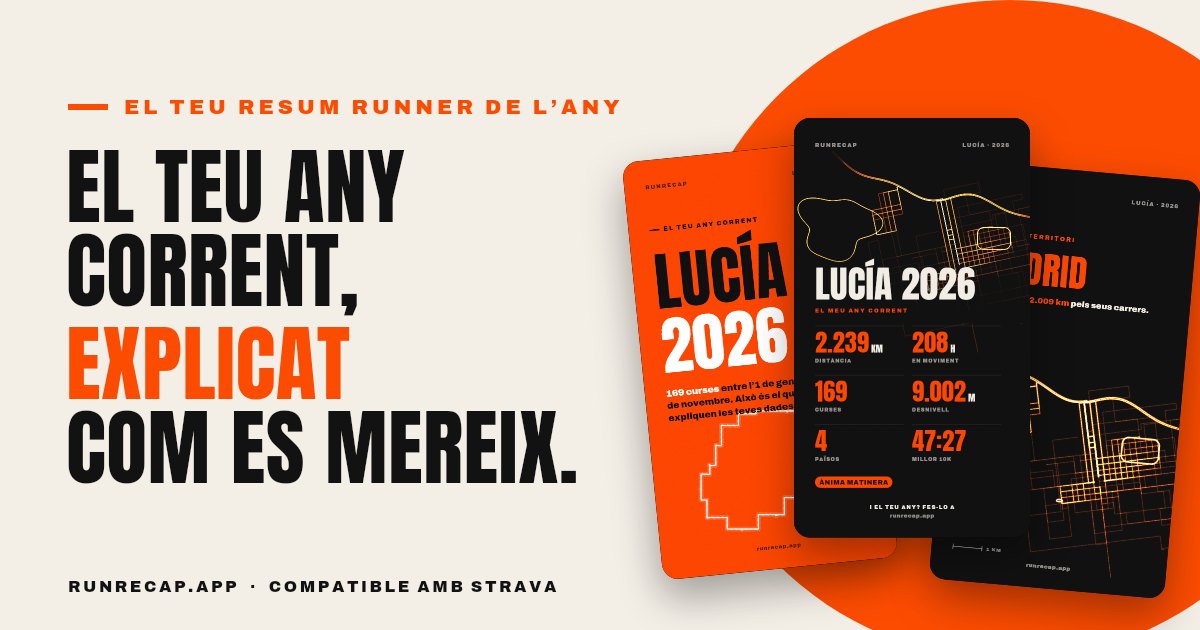 EL TEU RESUM RUNNER DE L’ANY
EL TEU ANY
CORRENT,
EXPLICAT
COM ES MEREIX.
RUNRECAP.APP · COMPATIBLE AMB STRAVA
RUNRECAP
EL TEU ANY CORRENT
LUCÍA
2026
169 curses entre l’1 de gen
de novembre. Això és el qu
expliquen les teves dades
runrecap.app
RUNRECAP LUCÍA · 2026
LUCÍA 2026
EL MEU ANY CORRENT
2.239 KM 208 H
DISTÀNCIA EN MOVIMENT
169 9.002 M
CURSES DESNIVELL
4 47:27
PAÏSOS MILLOR 10K
ÀNIMA MATINERA
I EL TEU ANY? FES-LO A
runrecap.app
LUCÍA · 2026
TERRITORI
DRID
2.009 km pels seus carrers.
1 KM
runrecap.app